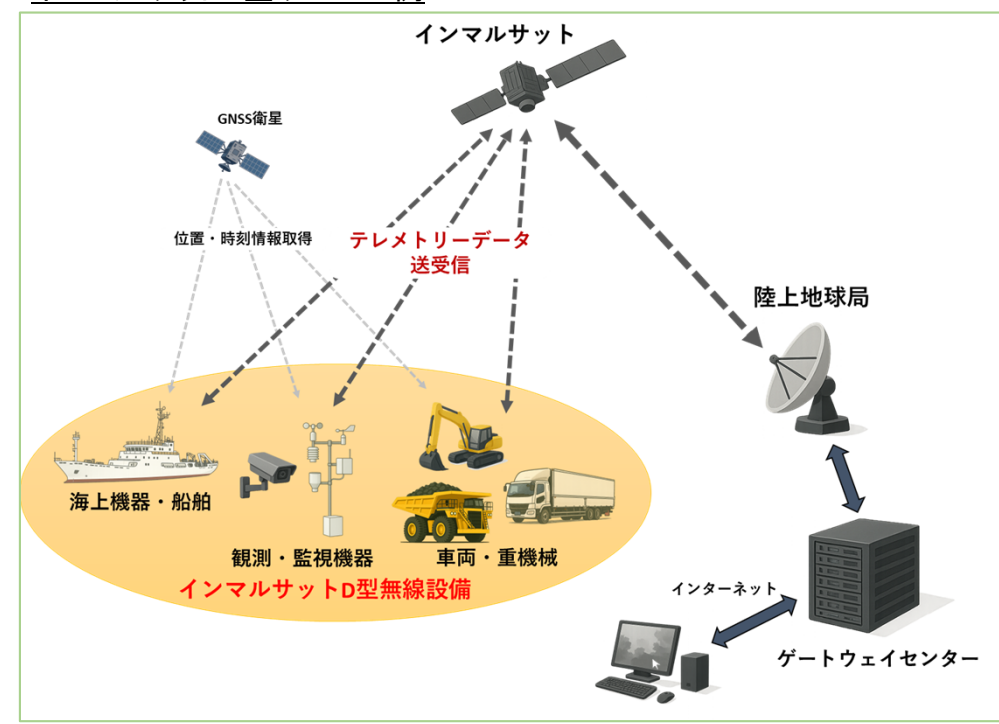 インマルサット
GNSS衛星
位置・時刻情報取得
テレメトリーデータ
送受信
陸上地球局
海上機器・船舶
観測・監視機器
車両・重機械
インマルサットD型無線設備
インターネット
ゲートウェイセンター